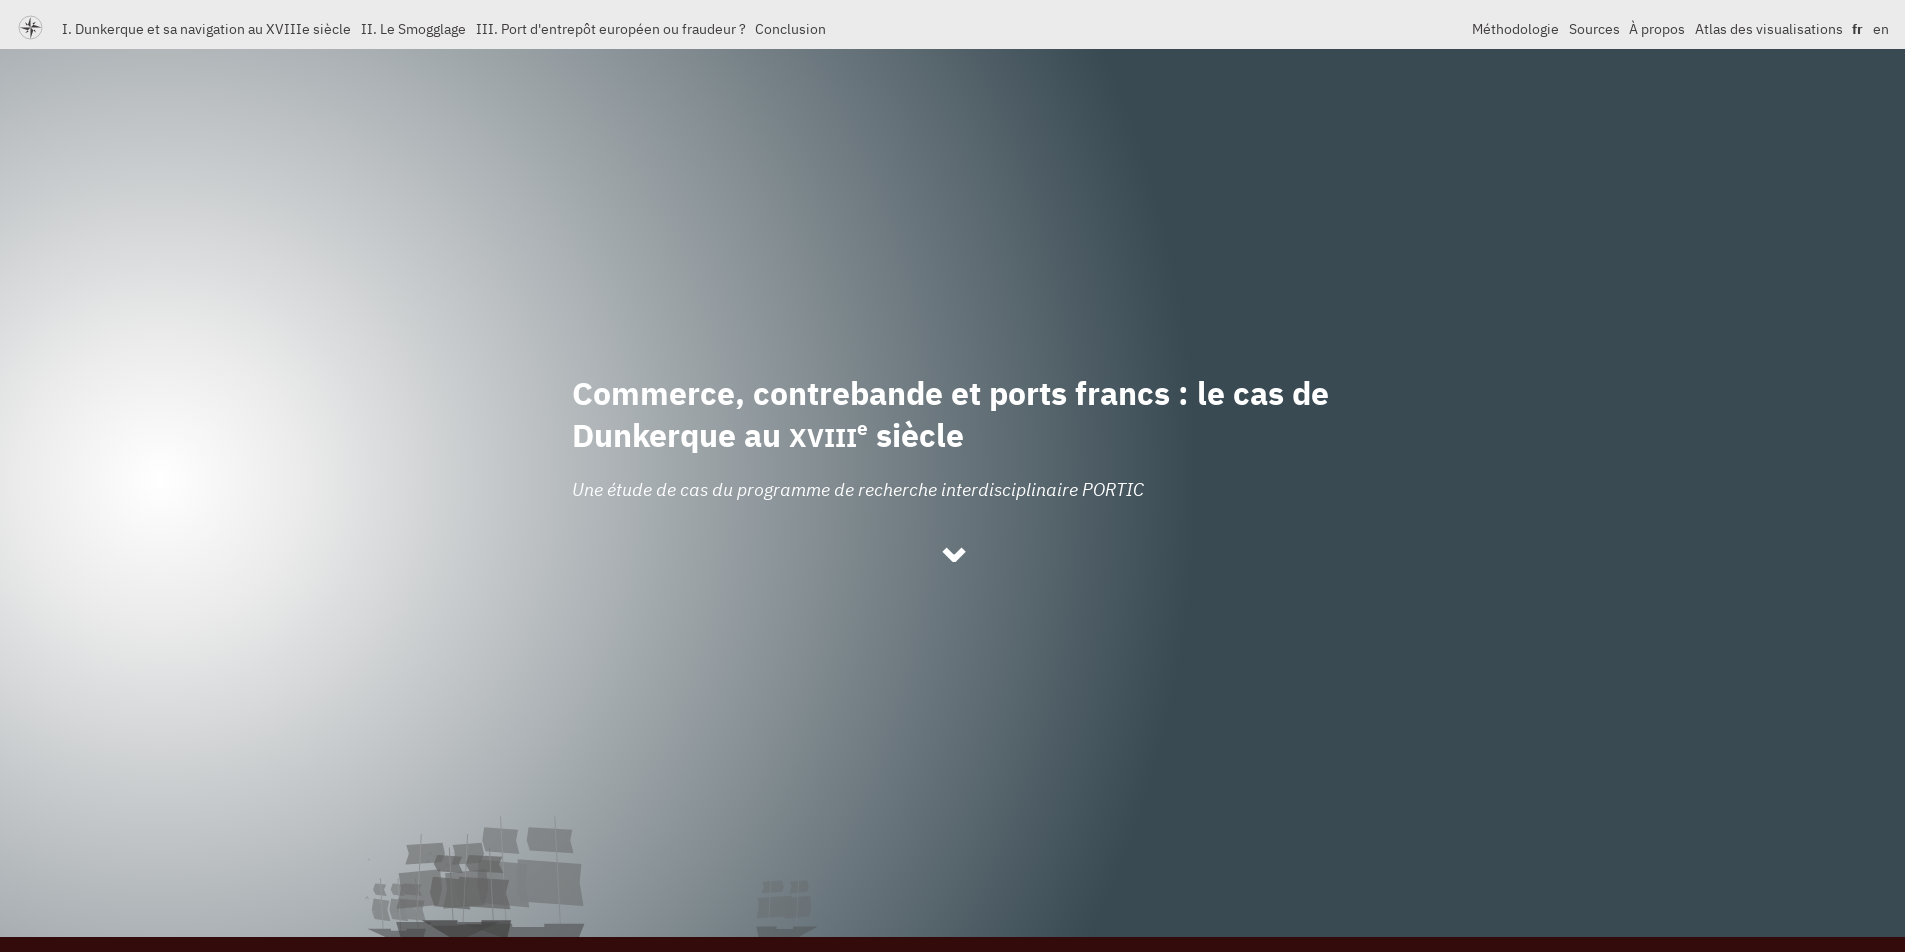 I. Dunkerque et sa navigation au XVIIIe siècle II. Le Smogglage III. Port d'entrepôt européen ou fraudeur ? Conclusion Méthodologie Sources À propos Atlas des visualisations fr en
Commerce, contrebande et ports francs : le cas de
Dunkerque au XVIIIe siècle
Une étude de cas du programme de recherche interdisciplinaire PORTIC